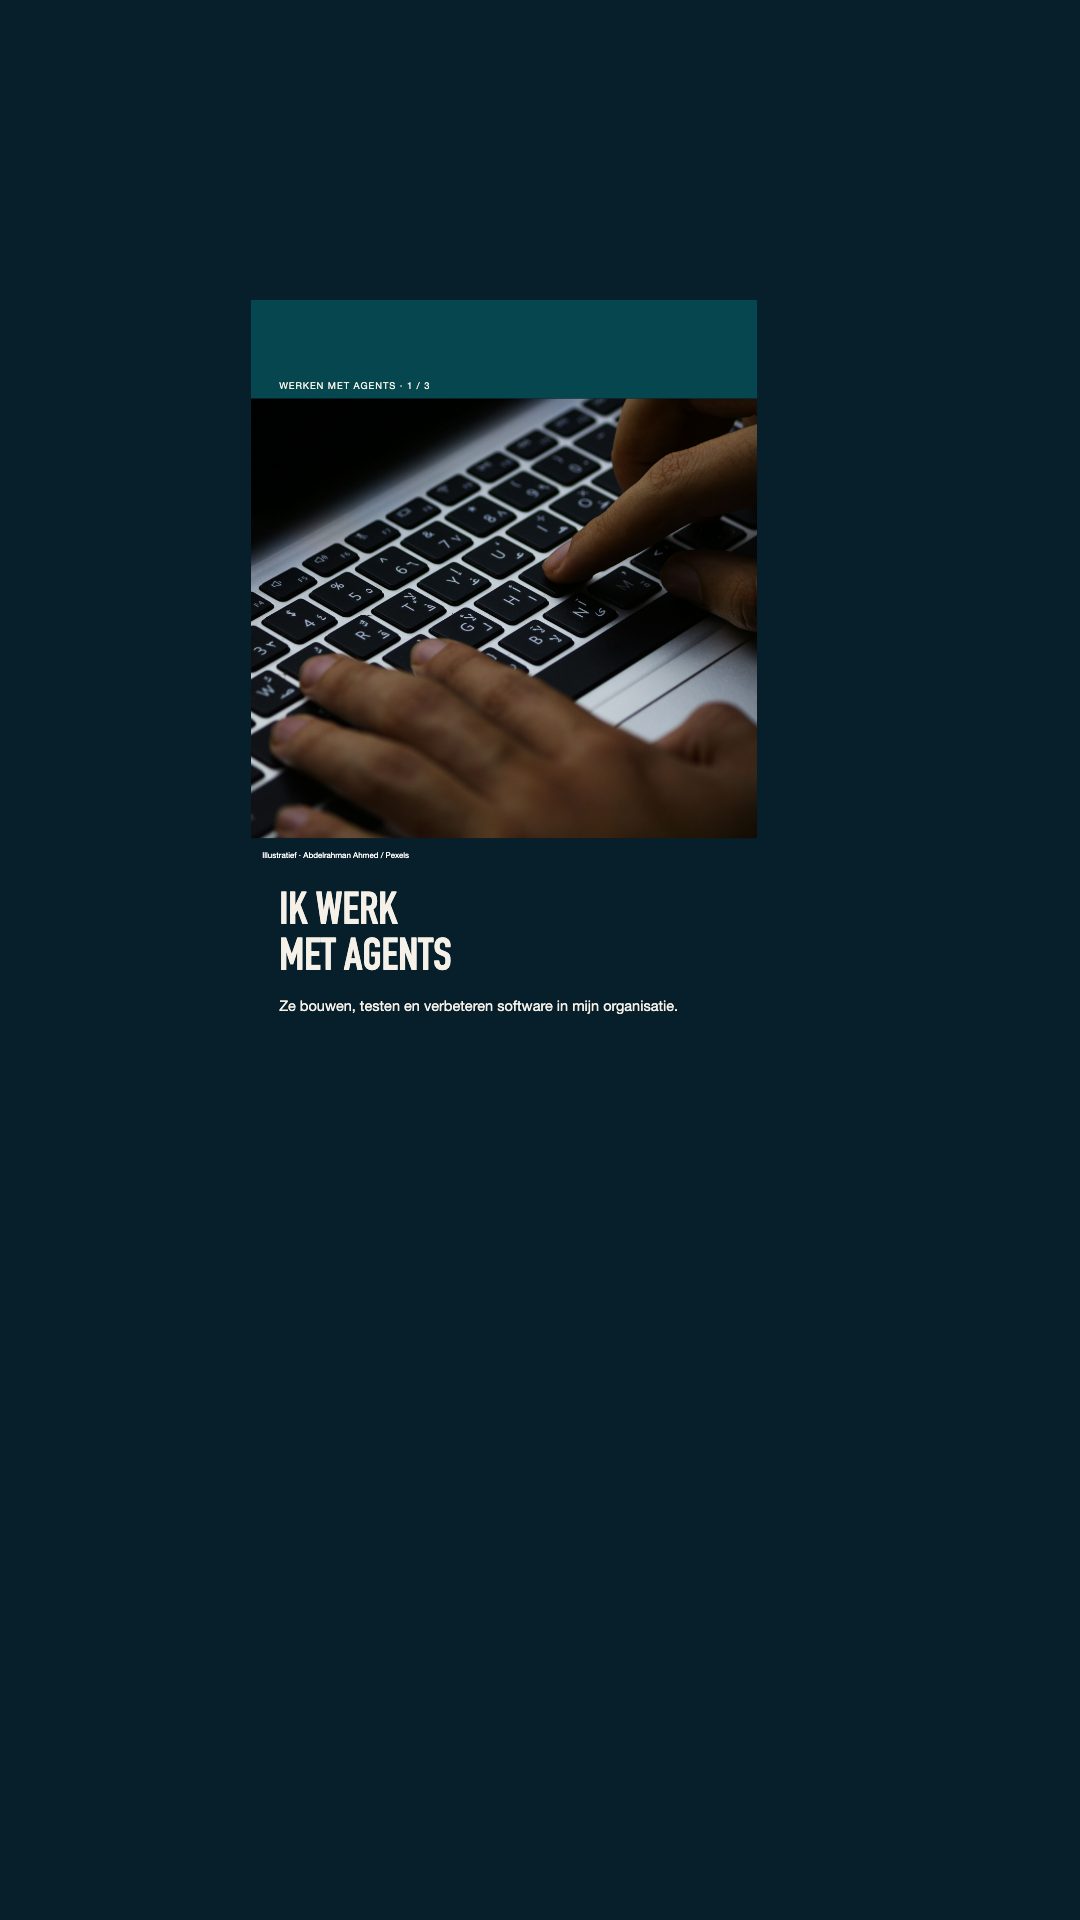 WERKEN MET AGENTS · 1 / 3
Illustratief · Abdelrahman Ahmed / Pexels
IK WERK
MET AGENTS
Ze bouwen, testen en verbeteren software in mijn organisatie.